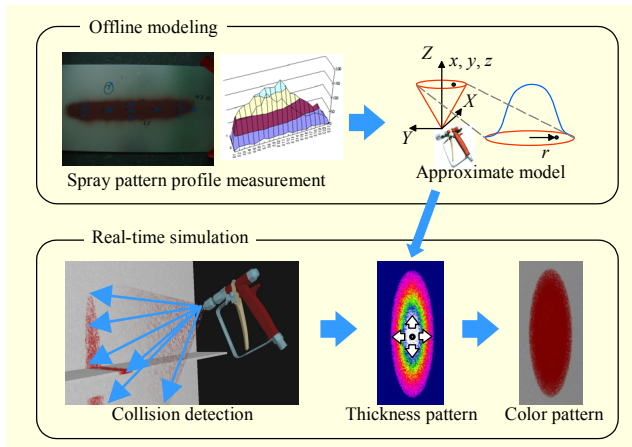 Offline modeling
Z
x, y, z
X
Y
r
Spray pattern profile measurement
Approximate model
Real-time simulation
Collision detection
Thickness pattern
Color pattern